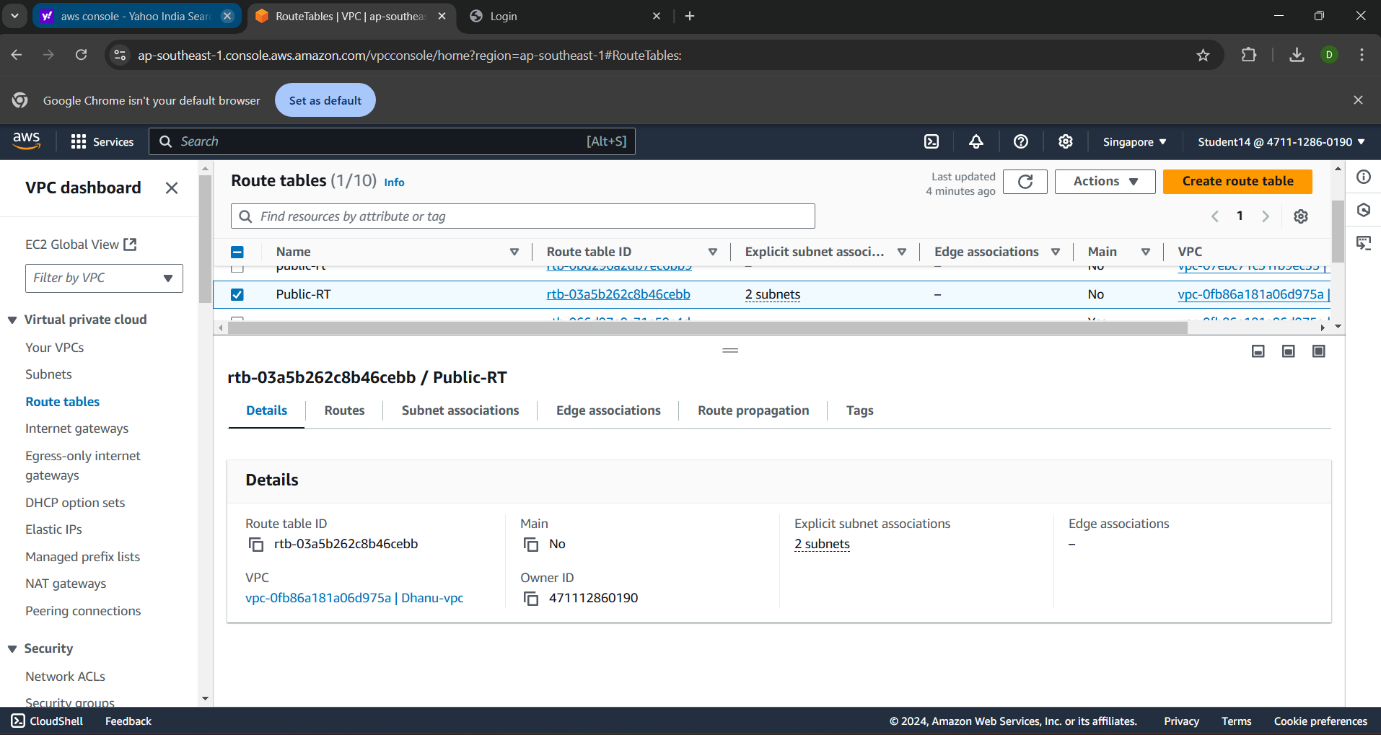 aws console - Yahoo India Sear
RouteTables | VPC | ap-southeas
Login
ap-southeast-1.console.aws.amazon.com/vpcconsole/home?region=ap-southeast-1#RouteTables:
D
Google Chrome isn't your default browser
Set as default
aws
Services
Search
[Alt+S]
Singapore
Student14 @ 4711-1286-0190
VPC dashboard
EC2 Global View
Filter by VPC
Virtual private cloud
Your VPCs
Subnets
Route tables
Internet gateways
Egress-only internet
gateways
DHCP option sets
Elastic IPs
Managed prefix lists
NAT gateways
Peering connections
Security
Network ACLs
Security groups
Route tables (1/10) Info
Last updated
4 minutes ago
Actions
Create route table
Find resources by attribute or tag
1
Name
Route table ID
Explicit subnet associ...
Edge associations
Main
VPC
public-rt
–
–
No
Public-RT
rtb-03a5b262c8b46cebb
2 subnets
–
No
vpc-0fb86a181a06d975a |
rtb-03a5b262c8b46cebb / Public-RT
Details
Routes
Subnet associations
Edge associations
Route propagation
Tags
Details
Route table ID
rtb-03a5b262c8b46cebb
Main
No
Explicit subnet associations
2 subnets
Edge associations
–
VPC
vpc-0fb86a181a06d975a | Dhanu-vpc
Owner ID
471112860190
CloudShell
Feedback
© 2024, Amazon Web Services, Inc. or its affiliates.
Privacy
Terms
Cookie preferences